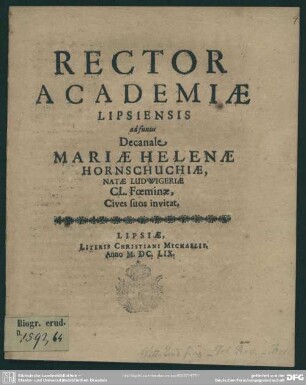 RECTOR
ACADEMIÆ
LIPSIENSIS
ad funus
Decanale
MARIÆ HELENÆ
HORNSCHUCHIÆ,
NATÆ LUDWIGERIÆ
CL. Fœminæ,
Cives suos invitat.
LIPSIÆ,
LITERIS CHRISTIANI MICHAELIS,
Anno M. DC. LIX.
Biogr. erud.
D.
1592,64